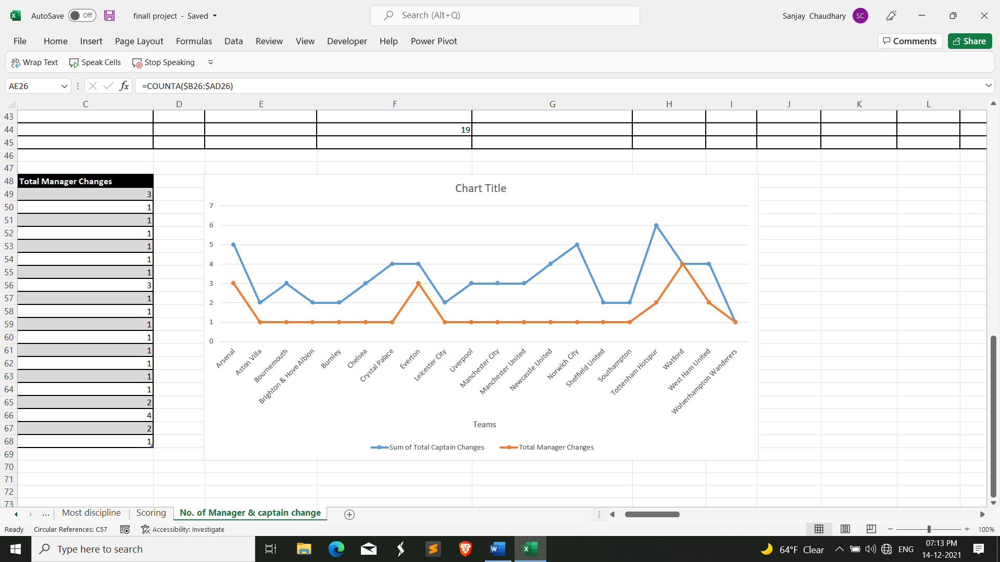 AutoSave Off finall project - Saved Search (Alt+Q) Sanjay Chaudhary SC
File Home Insert Page Layout Formulas Data Review View Developer Help Power Pivot Comments Share
Wrap Text Speak Cells Stop Speaking
AE26 fx =COUNTA($B26:$AD26)
C D E F G H I J K L
43
44 19
45
46
47
48 Total Manager Changes
49 3
50 1
51 1
52 1
53 1
54 1
55 1
56 3
57 1
58 1
59 1
60 1
61 1
62 1
63 1
64 1
65 2
66 4
67 2
68 1
69
70
71
72
73
Chart Title
7
6
5
4
3
2
1
0
Arsenal
Aston Villa
Bournemouth
Brighton & Hove Albion
Burnley
Chelsea
Crystal Palace
Everton
Leicester City
Liverpool
Manchester City
Manchester United
Newcastle United
Norwich City
Sheffield United
Southampton
Tottenham Hotspur
Watford
West Ham United
Wolverhampton Wanderers
Teams
Sum of Total Captain Changes Total Manager Changes
... Most discipline Scoring No. of Manager & captain change
Ready Circular References: C57 Accessibility: Investigate 100%
Type here to search 64°F Clear ENG 07:13 PM
14-12-2021